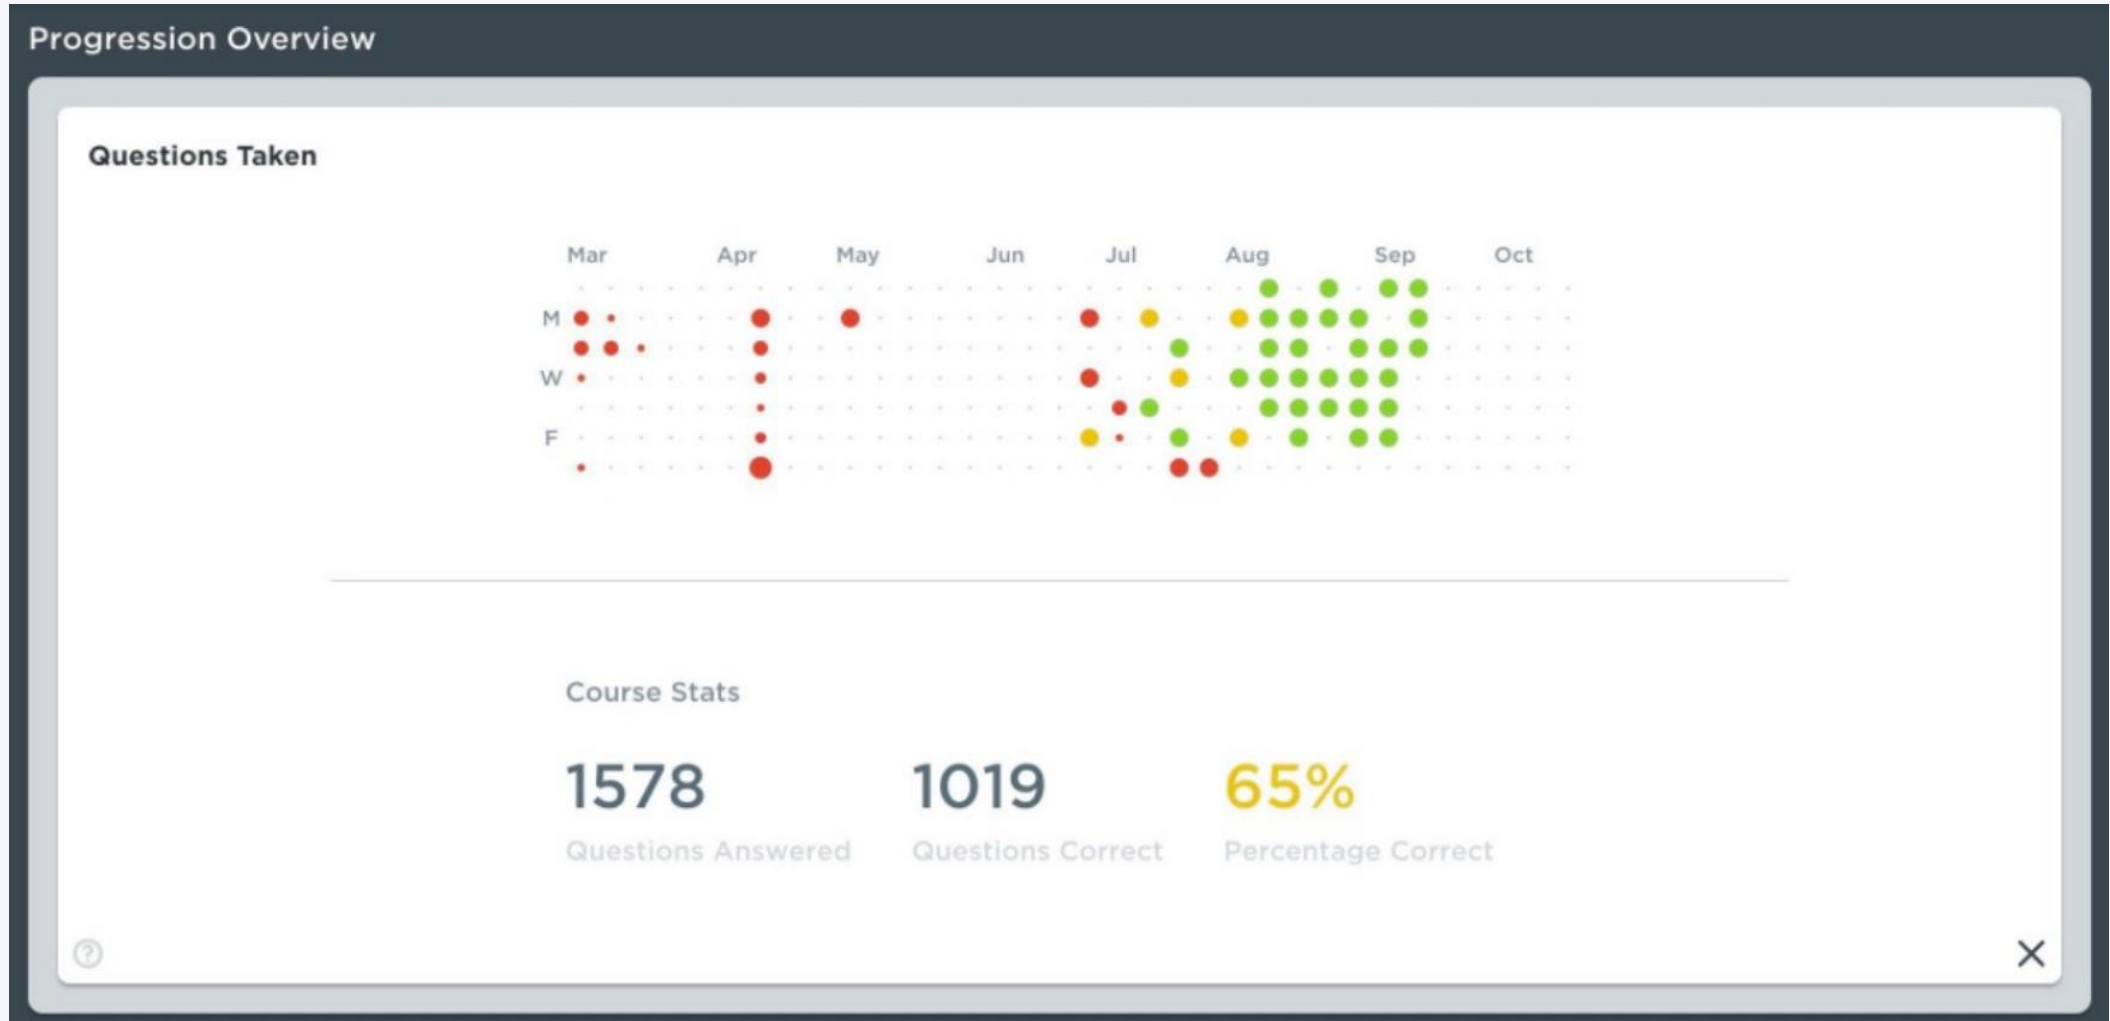 Progression Overview
Questions Taken
Mar Apr May Jun Jul Aug Sep Oct
M
W
F
Course Stats
1578 1019 65%
Questions Answered Questions Correct Percentage Correct
?